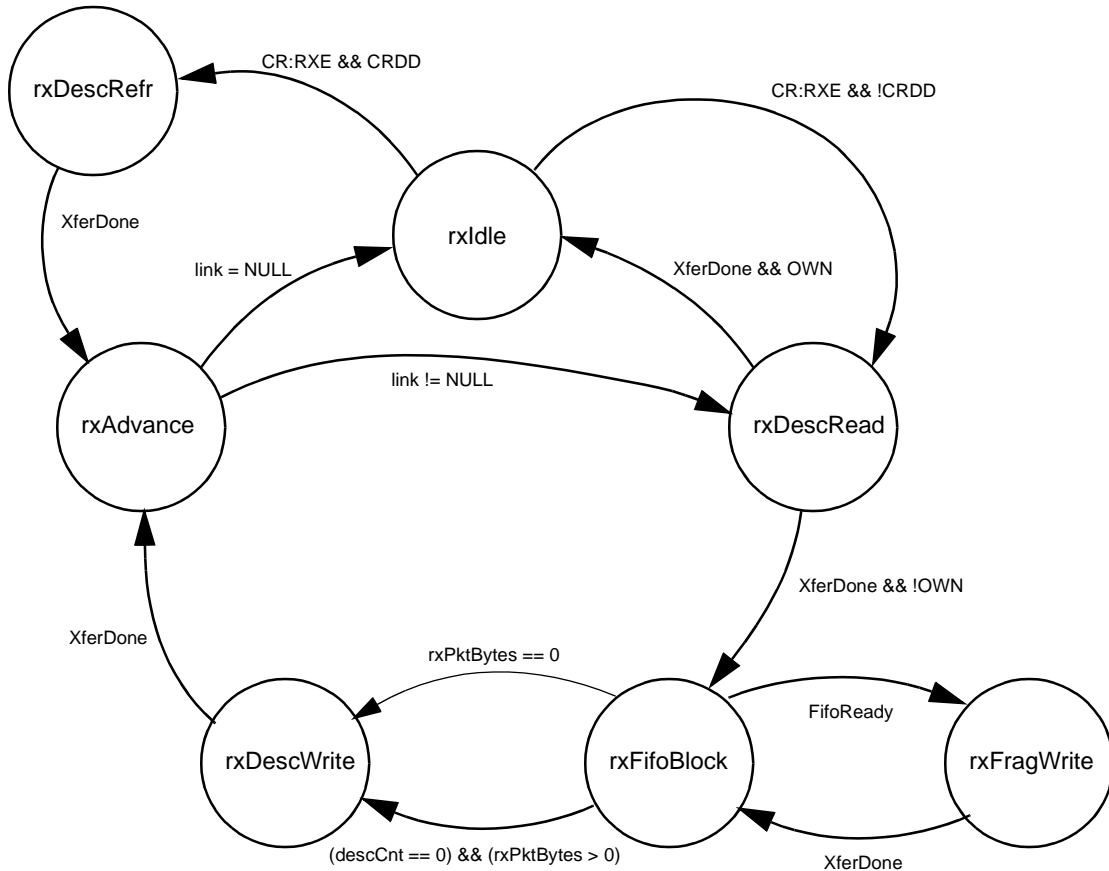 CR:RXE && CRDD
rxDescRefr
CR:RXE && !CRDD
XferDone
rxIdle
link = NULL
XferDone && OWN
link != NULL
rxAdvance
rxDescRead
XferDone && !OWN
XferDone
rxPktBytes == 0
FifoReady
rxDescWrite
rxFifoBlock
rxFragWrite
(descCnt == 0) && (rxPktBytes > 0)
XferDone